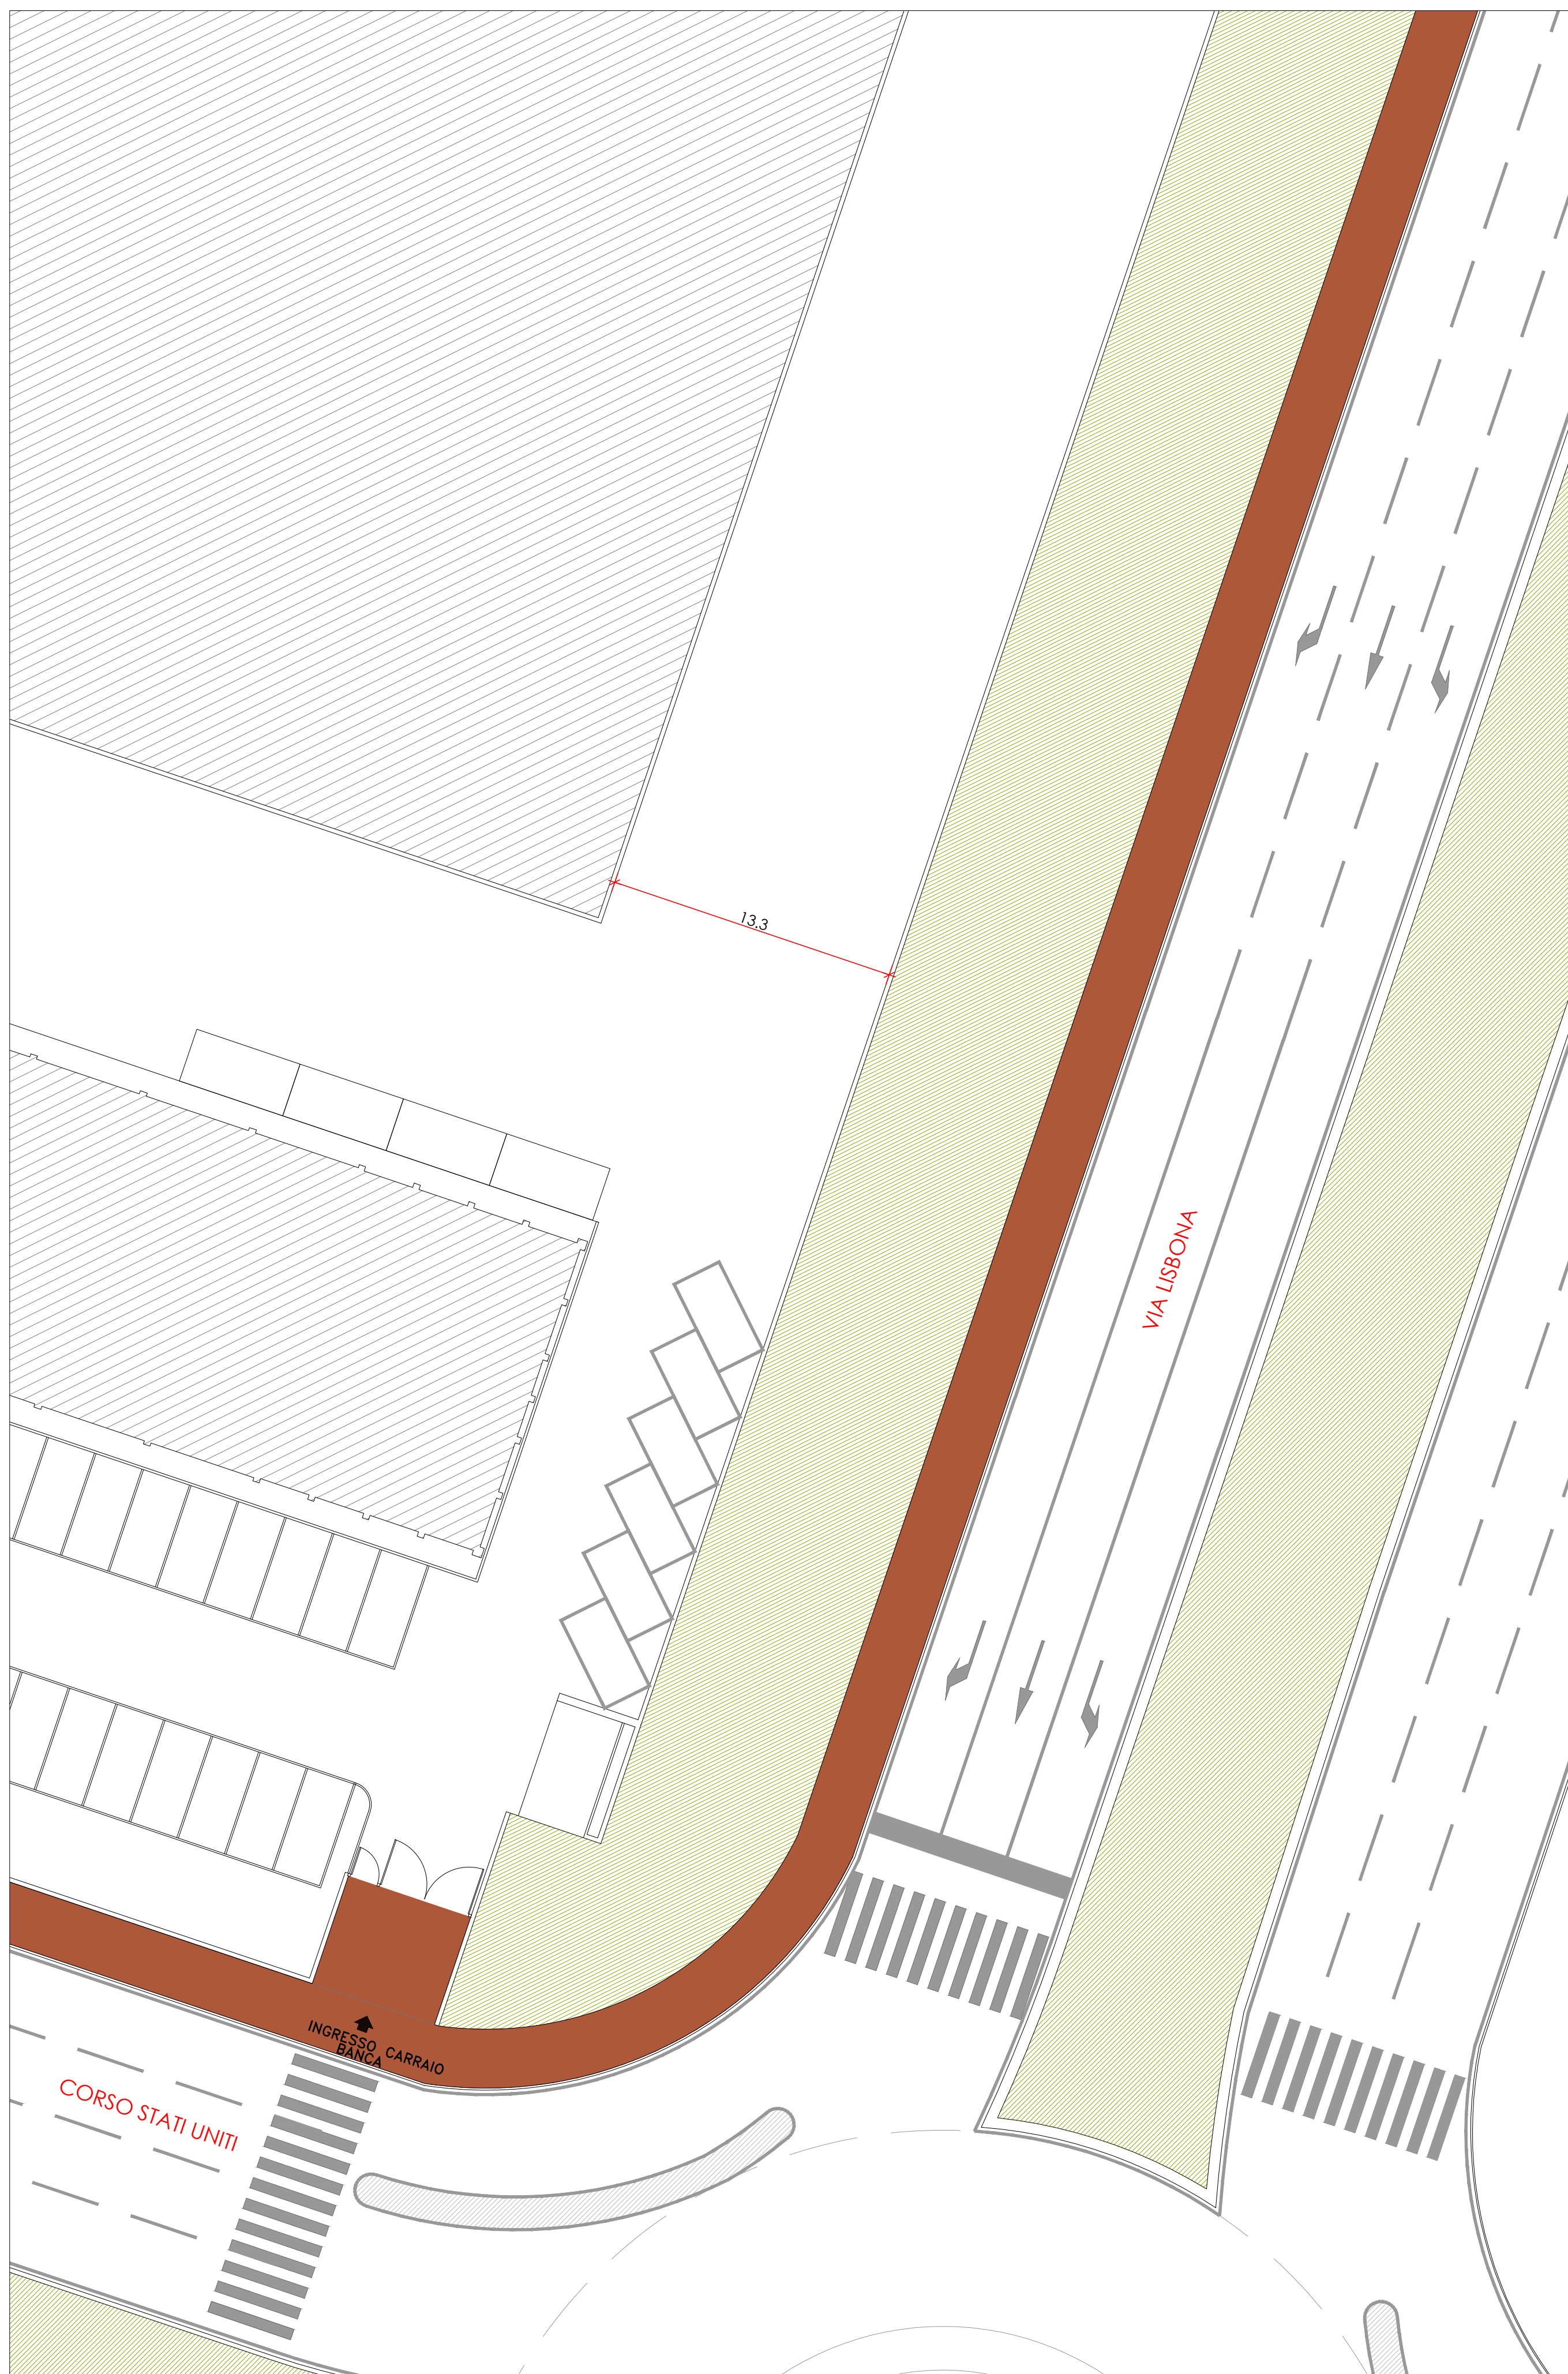 13.3
VIA LISBONA
INGRESSO CARRAIO
BANCA
CORSO STATI UNITI